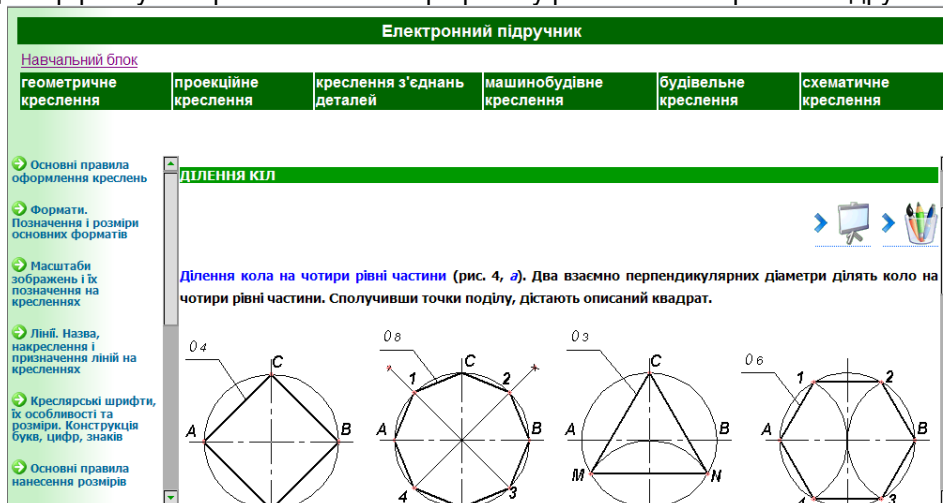 Електронний підручник
Навчальний блок
геометричне креслення
проекційне креслення
креслення з'єднань деталей
машинобудівне креслення
будівельне креслення
схематичне креслення
Основні правила
оформлення креслень
Формати.
Позначення і розміри
основних форматів
Масштаби
зображень і їх
позначення на
кресленнях
Лінії. Назва,
накреслення і
призначення ліній на
кресленнях
Креслярські шрифти,
їх особливості та
розміри. Конструкція
букв, цифр, знаків
Основні правила
нанесення розмірів
ДІЛЕННЯ КІЛ
Ділення кола на чотири рівні частини (рис. 4, а). Два взаємно перпендикулярних діаметри ділять коло на
чотири рівні частини. Сполучивши точки поділу, дістають описаний квадрат.
О4
C
A
B
О8
C
1
2
A
B
4
3
О3
C
A
B
M
N
О6
1
2
A
B
4
3